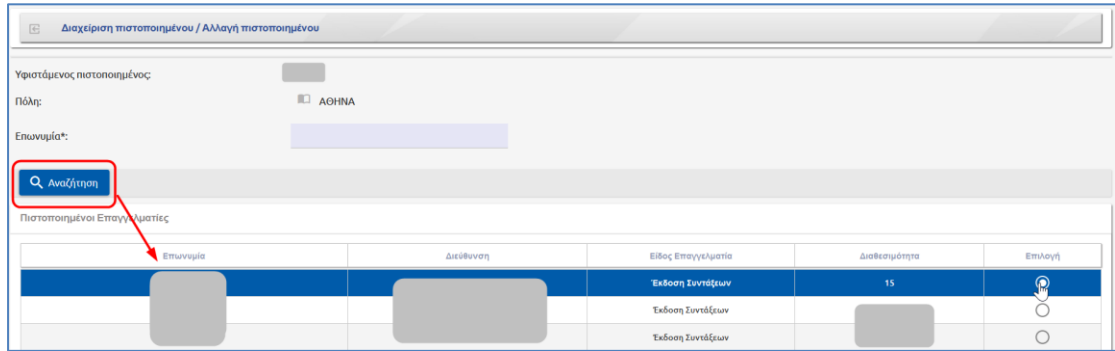 Διαχείριση πιστοποιημένου / Αλλαγή πιστοποιημένου
Υφιστάμενος πιστοποιημένος:
Πόλη: ΑΘΗΝΑ
Επωνυμία*:
Αναζήτηση
Πιστοποιημένοι Επαγγελματίες
Επωνυμία Διεύθυνση Είδος Επαγγελματία Διαθεσιμότητα Επιλογή
Έκδοση Συντάξεων 15
Έκδοση Συντάξεων
Έκδοση Συντάξεων